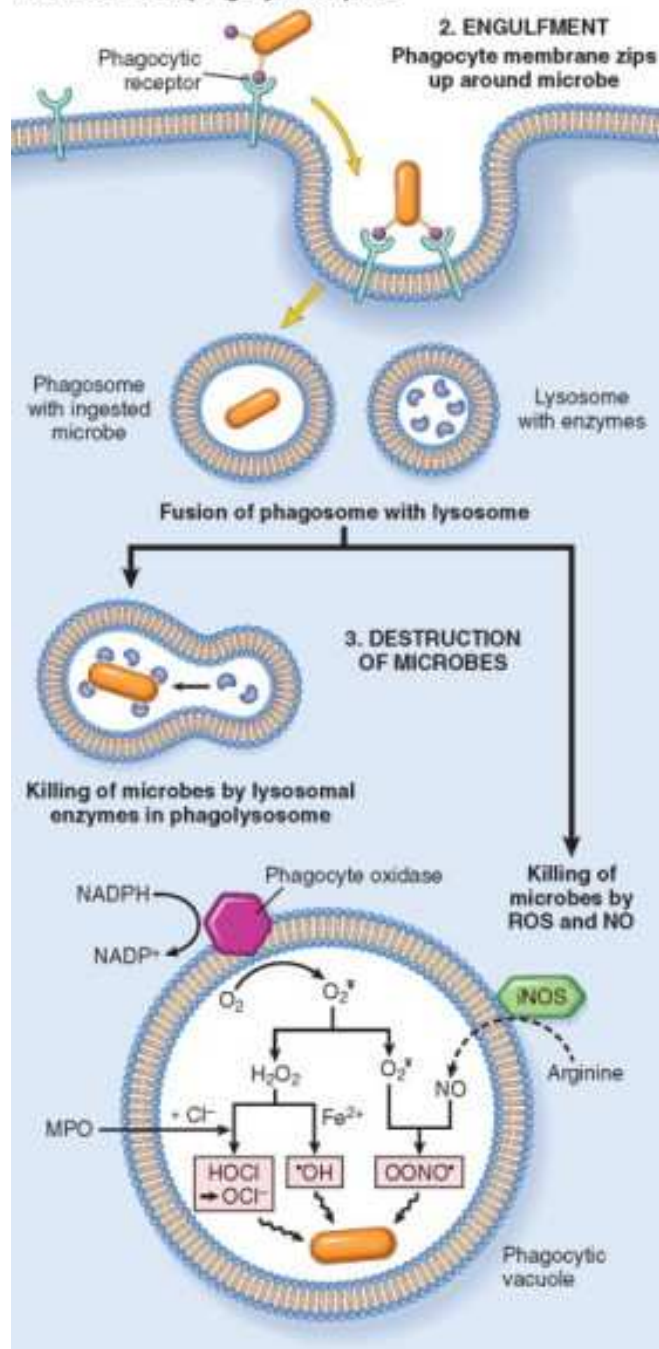 2. ENGULFMENT
Phagocyte membrane zips
up around microbe
Phagocytic
receptor
Phagosome
with ingested
microbe
Lysosome
with enzymes
Fusion of phagosome with lysosome
3. DESTRUCTION
OF MICROBES
Killing of microbes by lysosomal
enzymes in phagolysosome
Killing of
microbes by
ROS and NO
NADPH
Phagocyte oxidase
NADP+
O₂
O₂•
iNOS
H₂O₂
O₂•
NO
Arginine
MPO
+ Cl–
Fe²⁺
HOCl
➞OCl–
•OH
OONO•
Phagocytic
vacuole